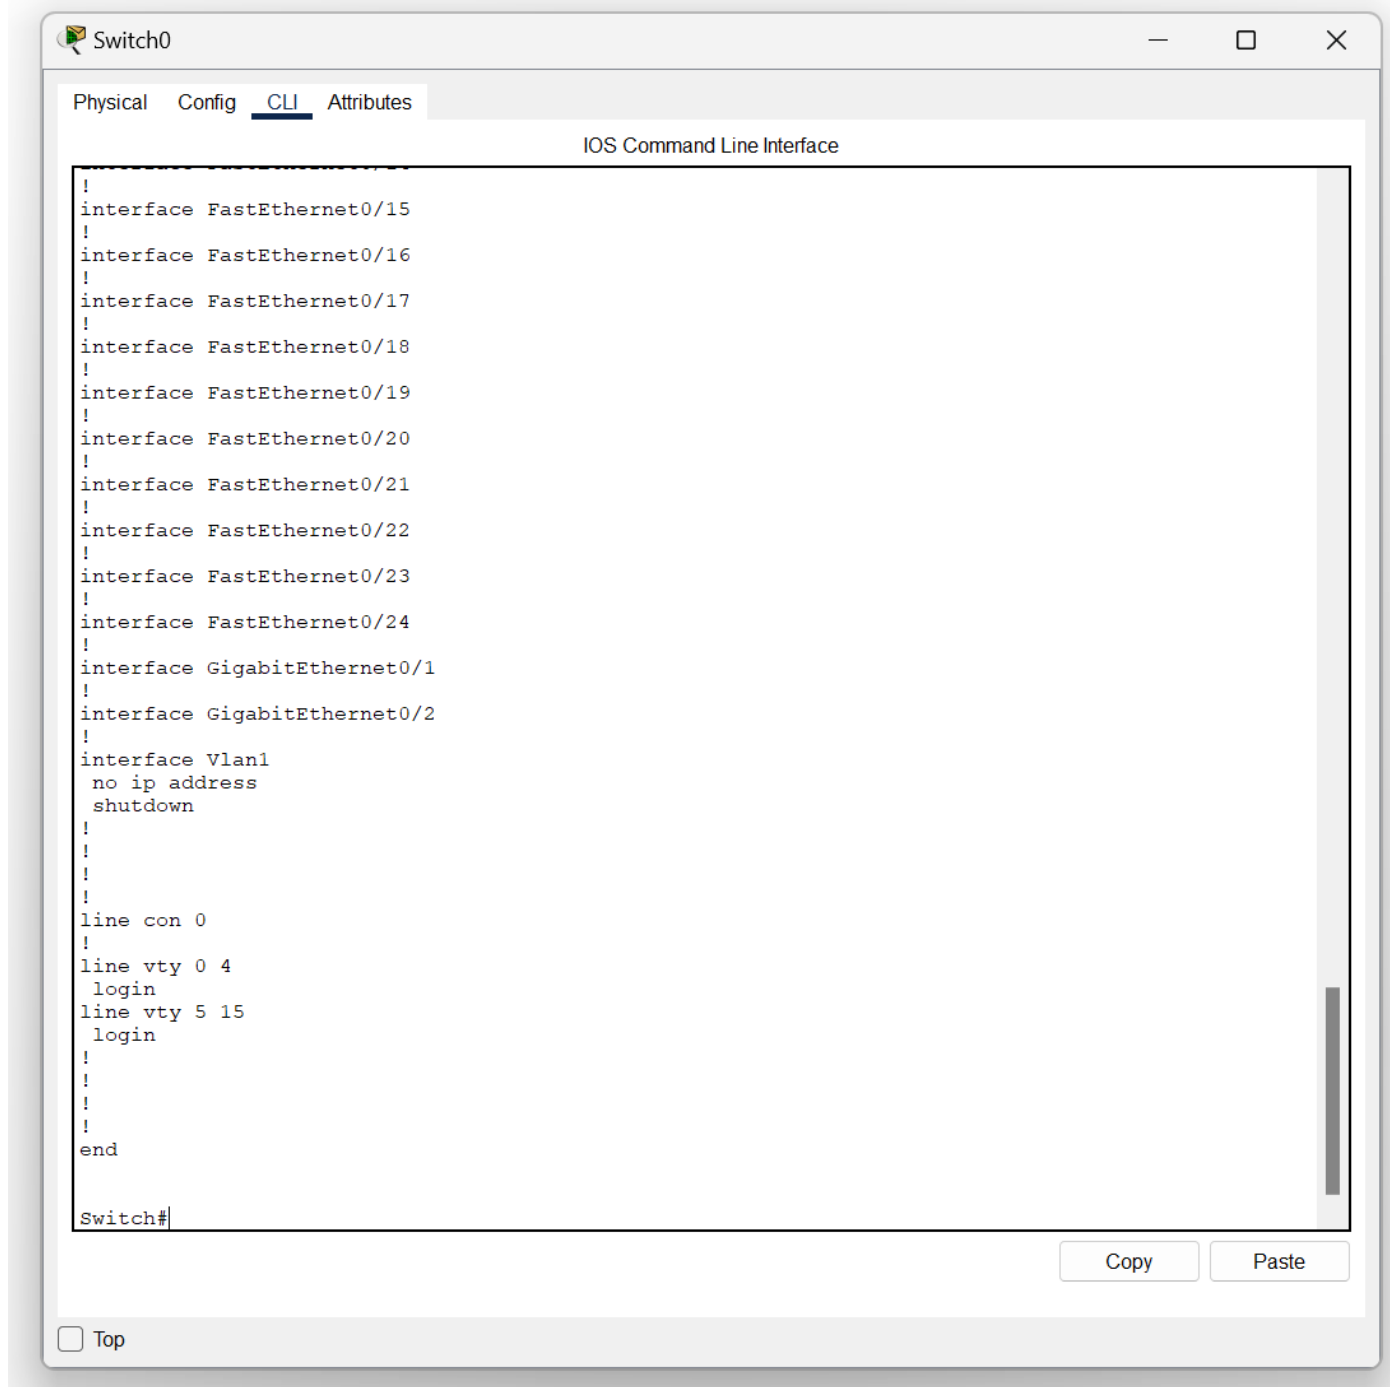 Switch0
Physical Config CLI Attributes
IOS Command Line Interface
!
interface FastEthernet0/15
!
interface FastEthernet0/16
!
interface FastEthernet0/17
!
interface FastEthernet0/18
!
interface FastEthernet0/19
!
interface FastEthernet0/20
!
interface FastEthernet0/21
!
interface FastEthernet0/22
!
interface FastEthernet0/23
!
interface FastEthernet0/24
!
interface GigabitEthernet0/1
!
interface GigabitEthernet0/2
!
interface Vlan1
 no ip address
 shutdown
!
!
!
!
line con 0
!
line vty 0 4
 login
line vty 5 15
 login
!
!
!
!
end
Switch#
Copy Paste
Top